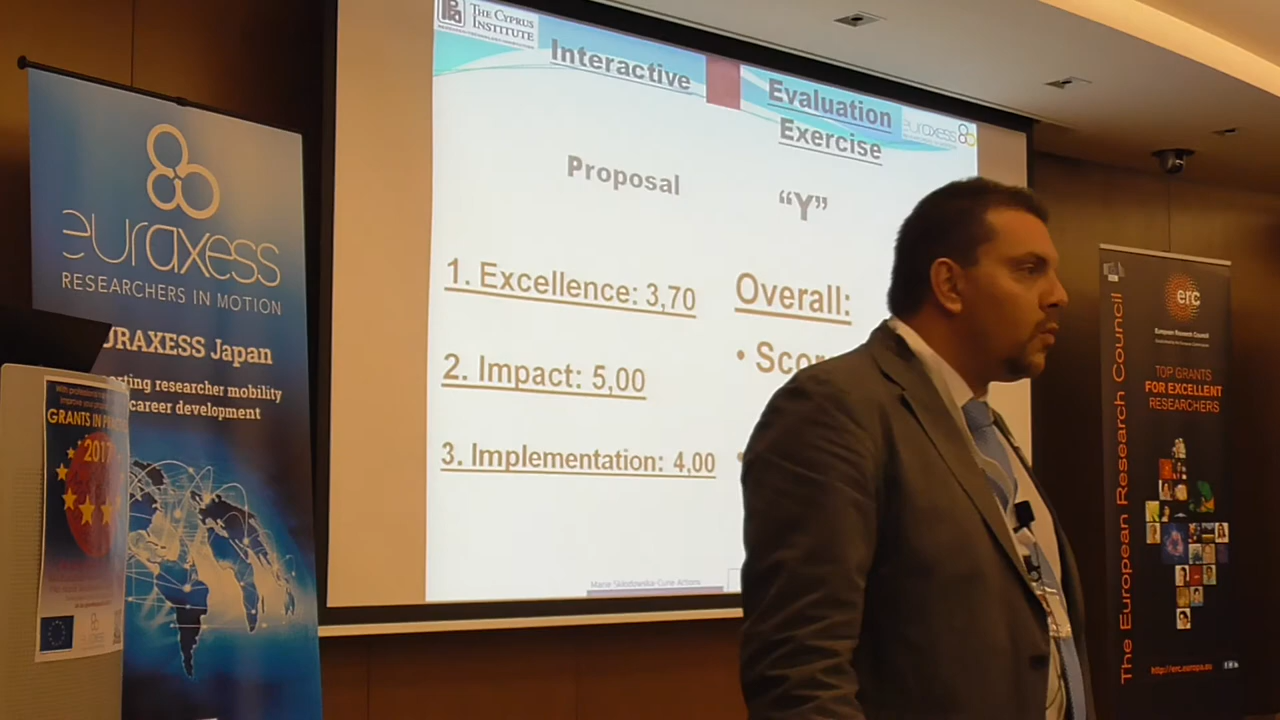 euraxess
RESEARCHERS IN MOTION
URAXESS Japan
rting researcher mobility
career development
GRANTS IN
2017
THE CYPRUS
INSTITUTE
Interactive
Evaluation
Exercise
euraxess
Proposal
“Y”
1. Excellence: 3,70
2. Impact: 5,00
3. Implementation: 4,00
Overall:
• Scor
Marie Skłodowska-Curie Actions
The European Research Council
erc
European Research Council
TOP GRANTS
FOR EXCELLENT
RESEARCHERS
http://erc.europa.eu